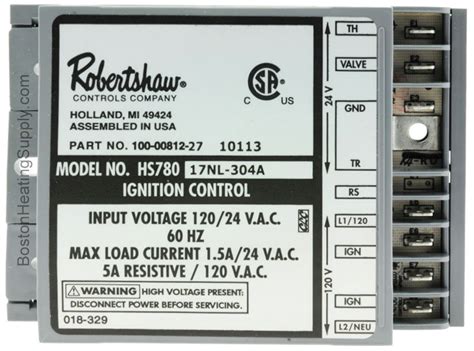 BostonHeatingSupply.com
Robertshaw
CONTROLS COMPANY
HOLLAND, MI 49424
ASSEMBLED IN USA
PART NO. 100-00812-27 10113
MODEL NO. HS780 17NL-304A
IGNITION CONTROL
INPUT VOLTAGE 120/24 V.A.C.
60 HZ
MAX LOAD CURRENT 1.5A/24 V.A.C.
5A RESISTIVE / 120 V.A.C.
WARNING HIGH VOLTAGE PRESENT:
DISCONNECT POWER BEFORE SERVICING.
018-329
CSA
C US
TH
VALVE
24V
GND
TR
RS
L1/120
IGN
120V
IGN
L2/NEU